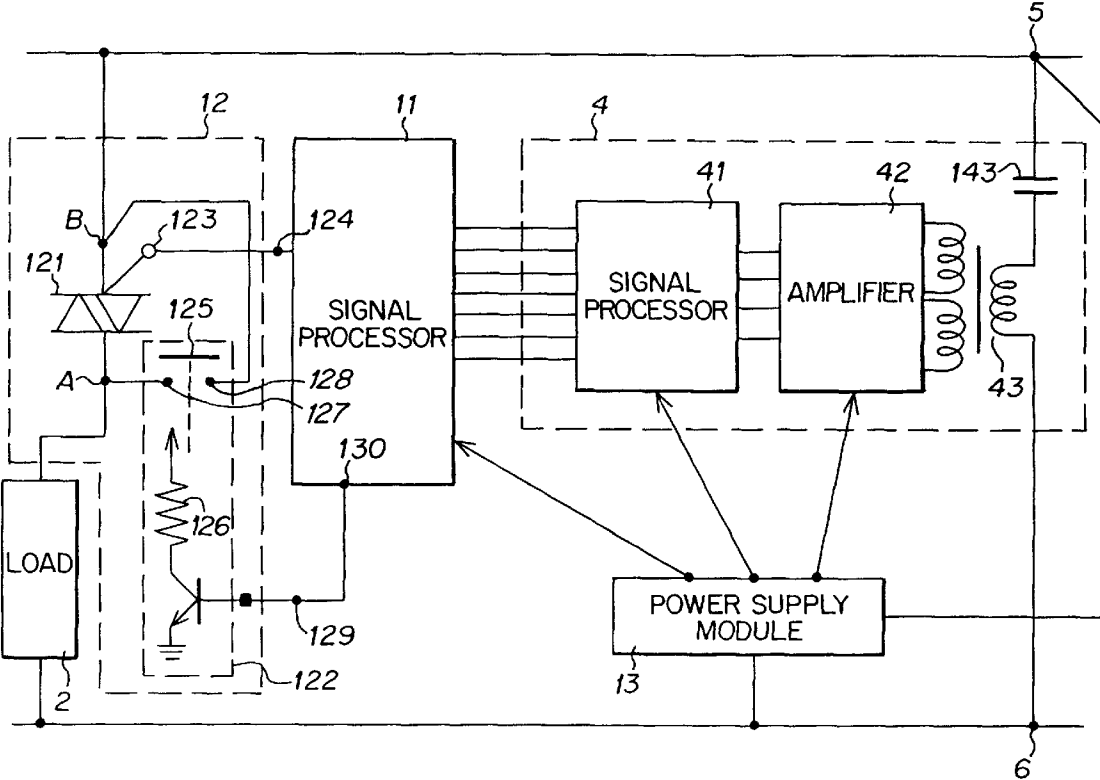 5
12
11
4
41
42
143
B
123
124
121
SIGNAL
PROCESSOR
SIGNAL
PROCESSOR
AMPLIFIER
125
A
128
127
43
130
126
LOAD
POWER SUPPLY
MODULE
129
122
13
2
6